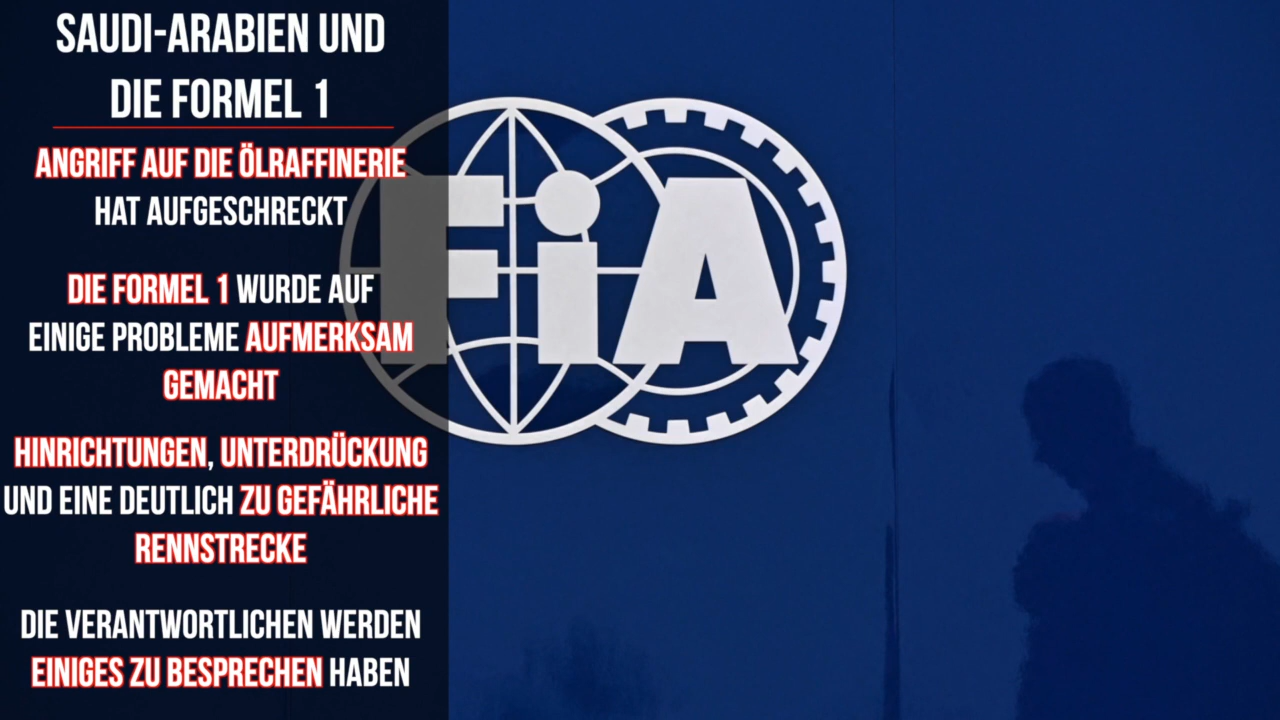 SAUDI-ARABIEN UND
DIE FORMEL 1
ANGRIFF AUF DIE ÖLRAFFINERIE
HAT AUFGESCHRECKT
DIE FORMEL 1 WURDE AUF
EINIGE PROBLEME AUFMERKSAM
GEMACHT
HINRICHTUNGEN, UNTERDRÜCKUNG
UND EINE DEUTLICH ZU GEFÄHRLICHE
RENNSTRECKE
DIE VERANTWORTLICHEN WERDEN
EINIGES ZU BESPRECHEN HABEN
FiA